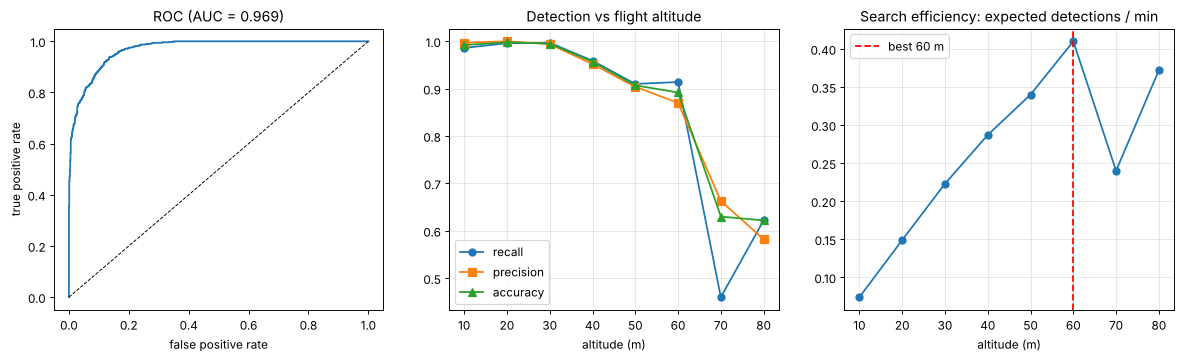 ROC (AUC = 0.969)
1.0
0.8
0.6
0.4
0.2
0.0
true positive rate
0.0 0.2 0.4 0.6 0.8 1.0
false positive rate
Detection vs flight altitude
1.0
0.9
0.8
0.7
0.6
0.5
recall
precision
accuracy
10 20 30 40 50 60 70 80
altitude (m)
Search efficiency: expected detections / min
best 60 m
0.40
0.35
0.30
0.25
0.20
0.15
0.10
10 20 30 40 50 60 70 80
altitude (m)